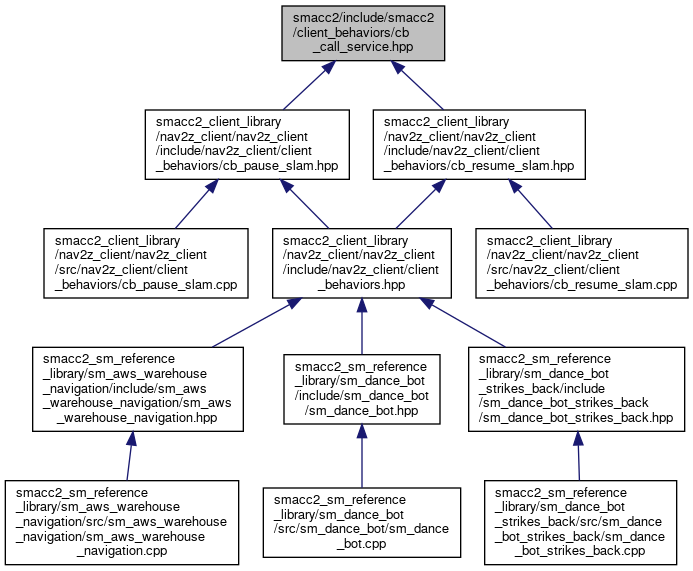 smacc2/include/smacc2
/client_behaviors/cb
_call_service.hpp
smacc2_client_library
/nav2z_client/nav2z_client
/include/nav2z_client/client
_behaviors/cb_pause_slam.hpp
smacc2_client_library
/nav2z_client/nav2z_client
/include/nav2z_client/client
_behaviors/cb_resume_slam.hpp
smacc2_client_library
/nav2z_client/nav2z_client
/src/nav2z_client/client
_behaviors/cb_pause_slam.cpp
smacc2_client_library
/nav2z_client/nav2z_client
/include/nav2z_client/client
_behaviors.hpp
smacc2_client_library
/nav2z_client/nav2z_client
/src/nav2z_client/client
_behaviors/cb_resume_slam.cpp
smacc2_sm_reference
_library/sm_aws_warehouse
_navigation/include/sm_aws
_warehouse_navigation/sm_aws
_warehouse_navigation.hpp
smacc2_sm_reference
_library/sm_dance_bot
/include/sm_dance_bot
/sm_dance_bot.hpp
smacc2_sm_reference
_library/sm_dance_bot
_strikes_back/include
/sm_dance_bot_strikes_back
/sm_dance_bot_strikes_back.hpp
smacc2_sm_reference
_library/sm_aws_warehouse
_navigation/src/sm_aws_warehouse
_navigation/sm_aws_warehouse
_navigation.cpp
smacc2_sm_reference
_library/sm_dance_bot
/src/sm_dance_bot/sm_dance
_bot.cpp
smacc2_sm_reference
_library/sm_dance_bot
_strikes_back/src/sm_dance
_bot_strikes_back/sm_dance
_bot_strikes_back.cpp